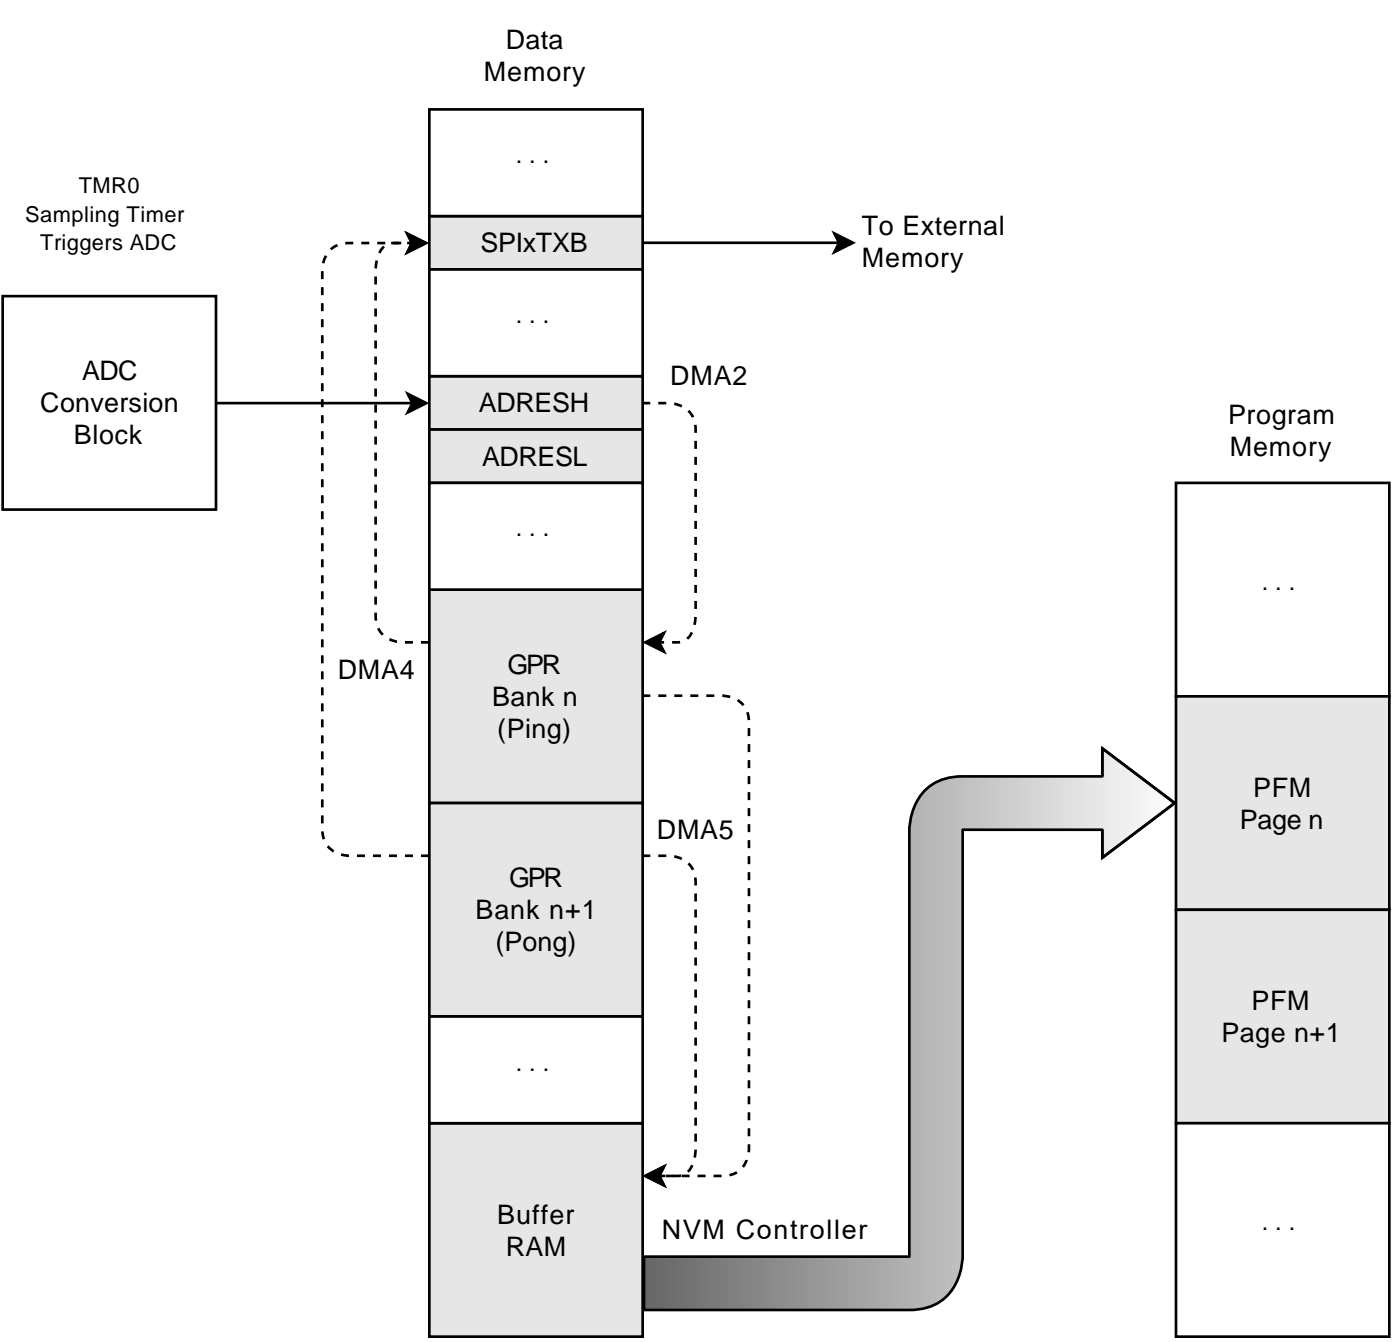 Data
Memory
. . .
TMR0
Sampling Timer
Triggers ADC
SPIxTXB
To External
Memory
. . .
ADC
Conversion
Block
DMA2
ADRESH
ADRESL
Program
Memory
. . .
. . .
DMA4
GPR
Bank n
(Ping)
PFM
Page n
DMA5
GPR
Bank n+1
(Pong)
PFM
Page n+1
. . .
Buffer
RAM
NVM Controller
. . .